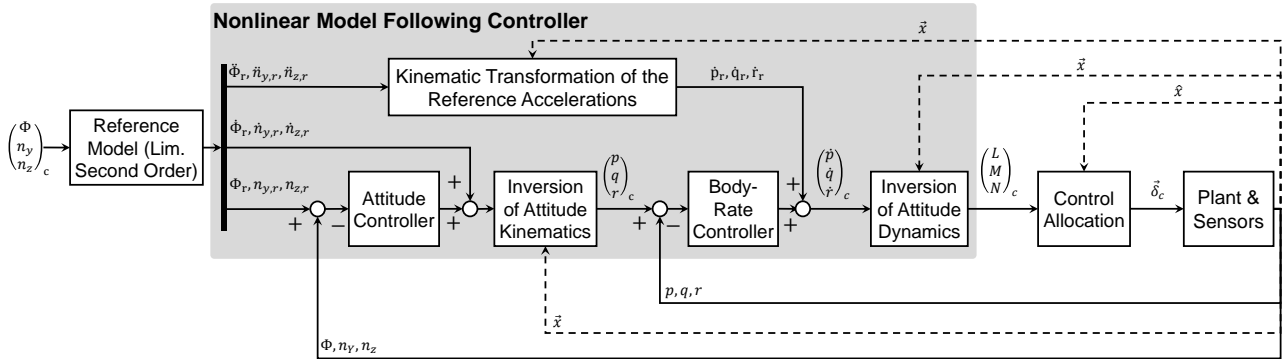 Nonlinear Model Following Controller
x⃗
Φ̈r, n̈y,r, n̈z,r
Kinematic Transformation of the
Reference Accelerations
ṗr, q̇r, ṙr
x⃗
x̂
(Φ
ny
nz)c
Reference
Model (Lim.
Second Order)
Φ̇r, ṅy,r, ṅz,r
Φr, ny,r, nz,r
+
−
Attitude
Controller
+
+
Inversion
of Attitude
Kinematics
(p
q
r)c
+
−
Body-
Rate
Controller
+
+
(ṗ
q̇
ṙ)c
Inversion
of Attitude
Dynamics
(L
M
N)c
Control
Allocation
δ⃗c
Plant &
Sensors
p, q, r
x⃗
Φ, nY, nz